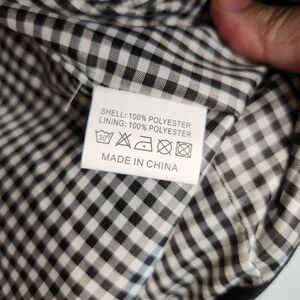 SHELL: 100% POLYESTER
LINING: 100% POLYESTER
30°
MADE IN CHINA